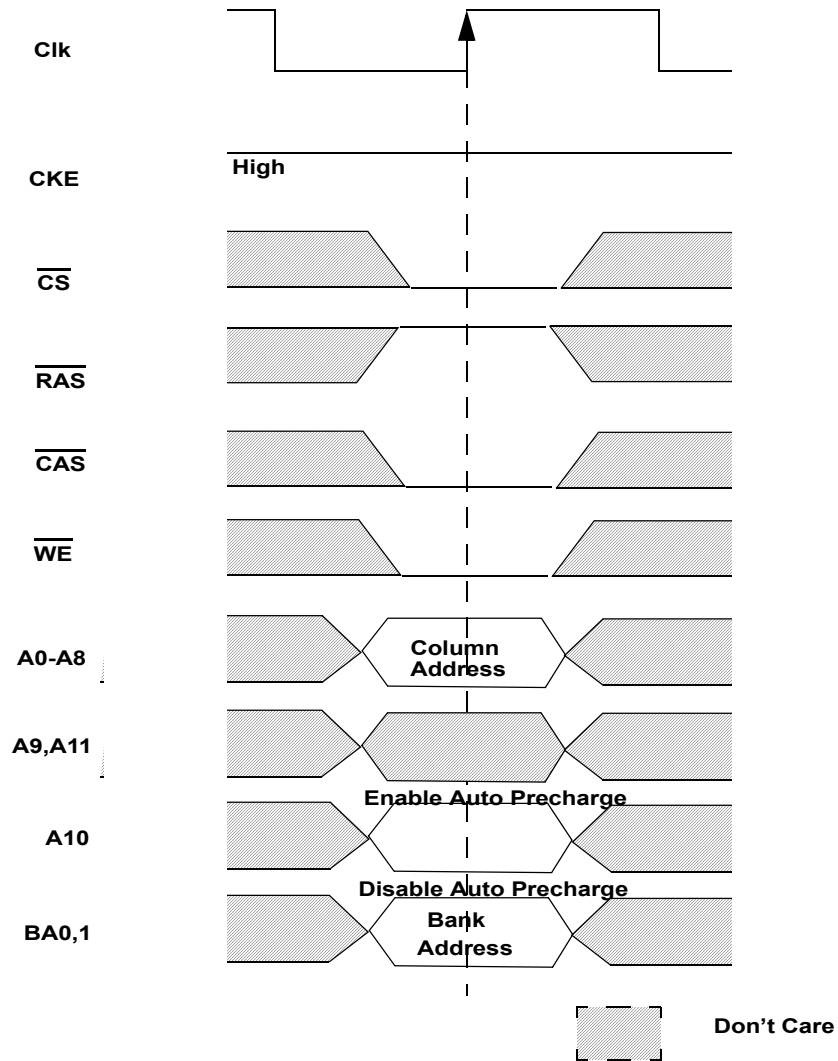 Clk
CKE
High
CS
RAS
CAS
WE
A0-A8
Column
Address
A9,A11
Enable Auto Precharge
A10
Disable Auto Precharge
BA0,1
Bank
Address
Don't Care